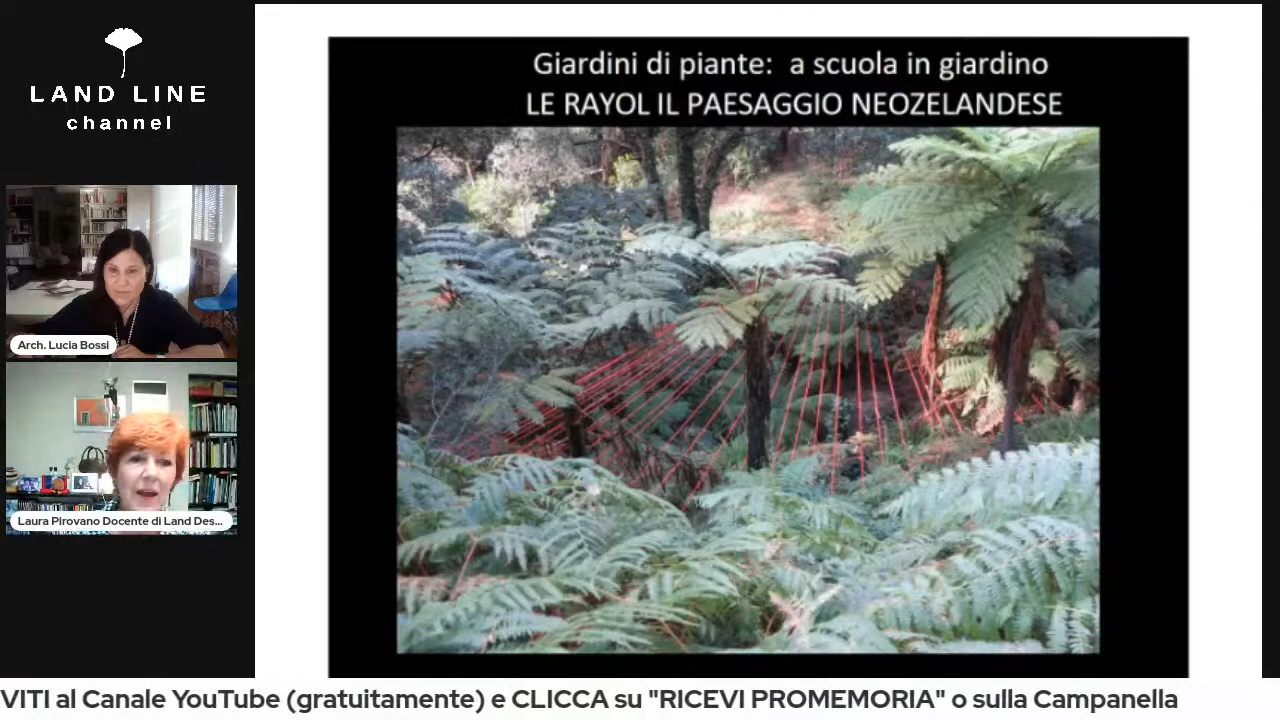 LAND LINE
channel
Giardini di piante: a scuola in giardino
LE RAYOL IL PAESAGGIO NEOZELANDESE
Arch. Lucia Bossi
Laura Pirovano Docente di Land Des...
VITI al Canale YouTube (gratuitamente) e CLICCA su "RICEVI PROMEMORIA" o sulla Campanella